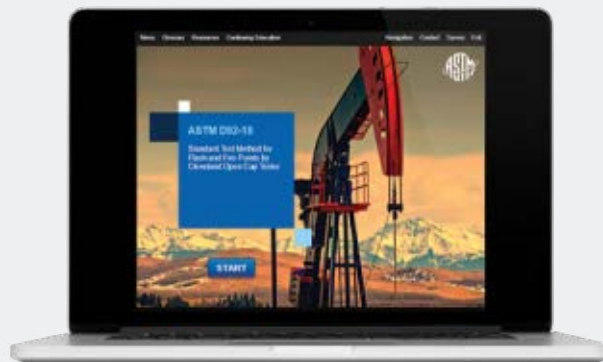 Menu Glossary Resources Continuing Education
Navigation Contact Survey Exit
ASTM
ASTM D92-18
Standard Test Method for
Flash and Fire Points by
Cleveland Open Cup Tester
START